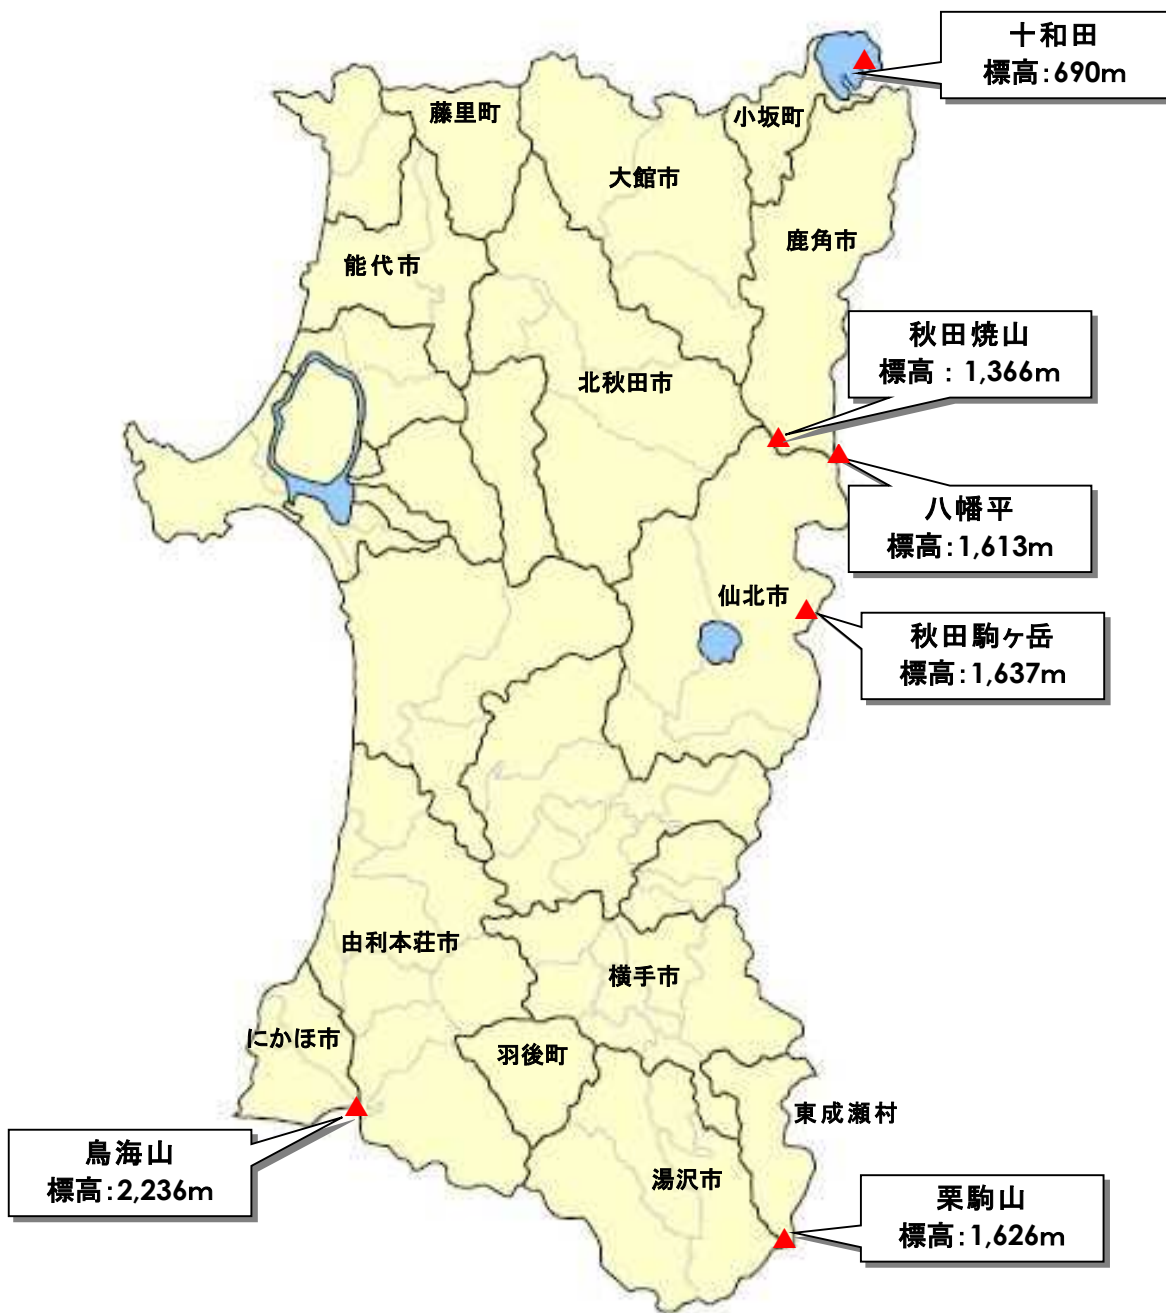 十和田
標高:690m
藤里町
小坂町
大館市
鹿角市
能代市
秋田焼山
標高：1,366m
北秋田市
八幡平
標高:1,613m
仙北市
秋田駒ヶ岳
標高:1,637m
由利本荘市
横手市
にかほ市
羽後町
東成瀬村
鳥海山
標高:2,236m
湯沢市
栗駒山
標高:1,626m